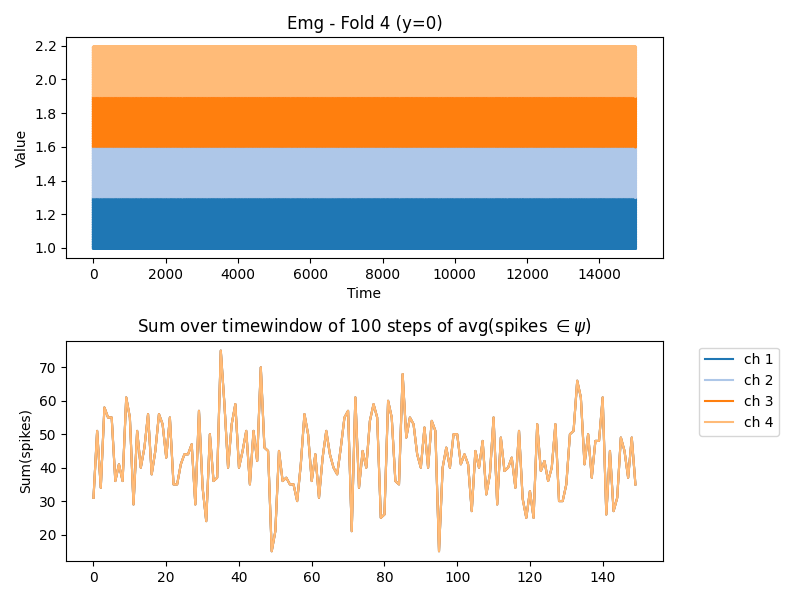 Emg - Fold 4 (y=0)
2.2
2.0
1.8
1.6
1.4
1.2
1.0
Value
0 2000 4000 6000 8000 10000 12000 14000
Time
Sum over timewindow of 100 steps of avg(spikes ∈ ψ)
70
60
50
40
30
20
Sum(spikes)
0 20 40 60 80 100 120 140
ch 1
ch 2
ch 3
ch 4